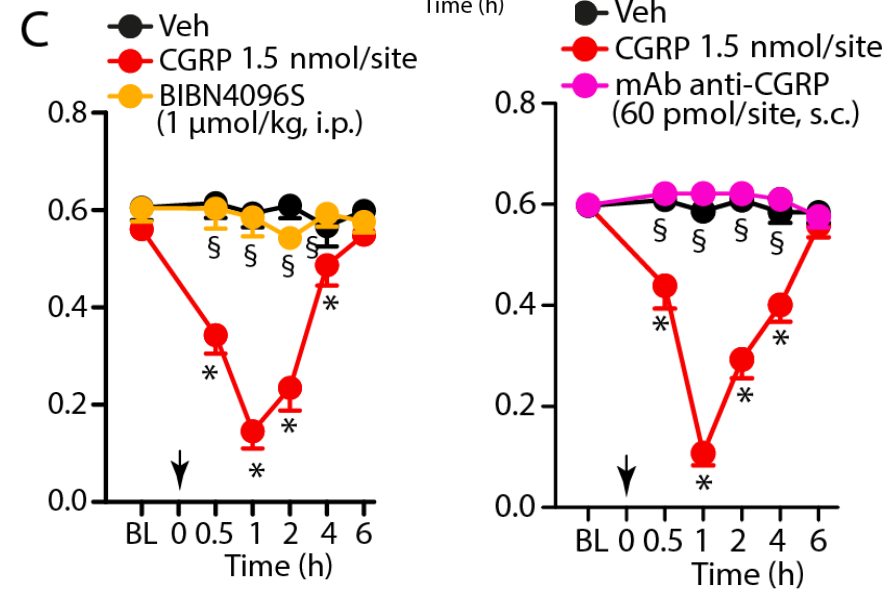 Time (h)
C
Veh
CGRP 1.5 nmol/site
BIBN4096S
(1 μmol/kg, i.p.)
0.8
0.6
0.4
0.2
0.0
§
§
§
§
*
*
*
*
*
BL 0 0.5 1 2 4 6
Time (h)
Veh
CGRP 1.5 nmol/site
mAb anti-CGRP
(60 pmol/site, s.c.)
0.8
0.6
0.4
0.2
0.0
§
§
§
§
*
*
*
*
*
BL 0 0.5 1 2 4 6
Time (h)